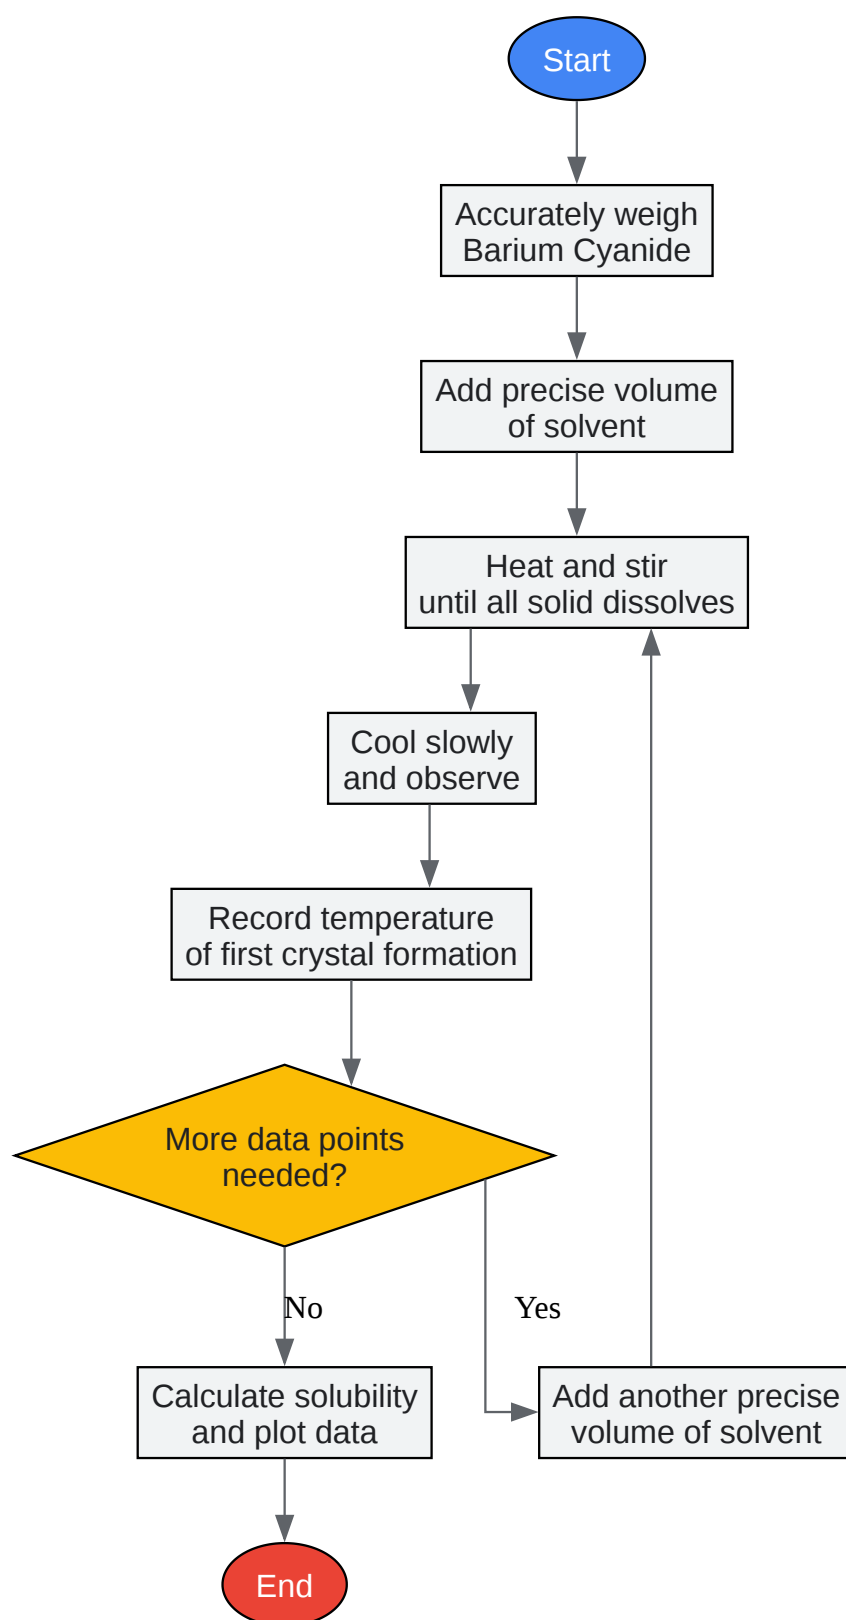 Start
Accurately weigh
Barium Cyanide
Add precise volume
of solvent
Heat and stir
until all solid dissolves
Cool slowly
and observe
Record temperature
of first crystal formation
More data points
needed?
No
Yes
Calculate solubility
and plot data
Add another precise
volume of solvent
End